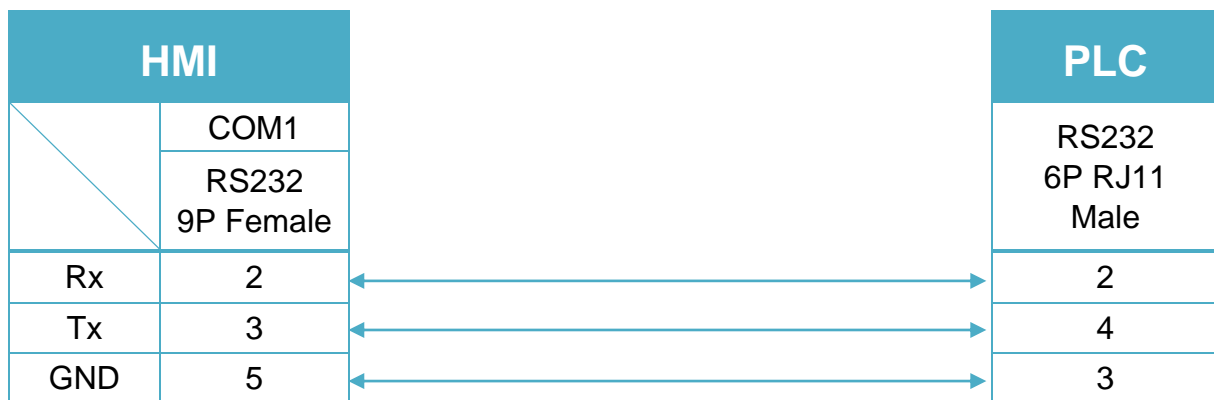 HMI
PLC
COM1
RS232
9P Female
RS232
6P RJ11
Male
Rx 2 2
Tx 3 4
GND 5 3